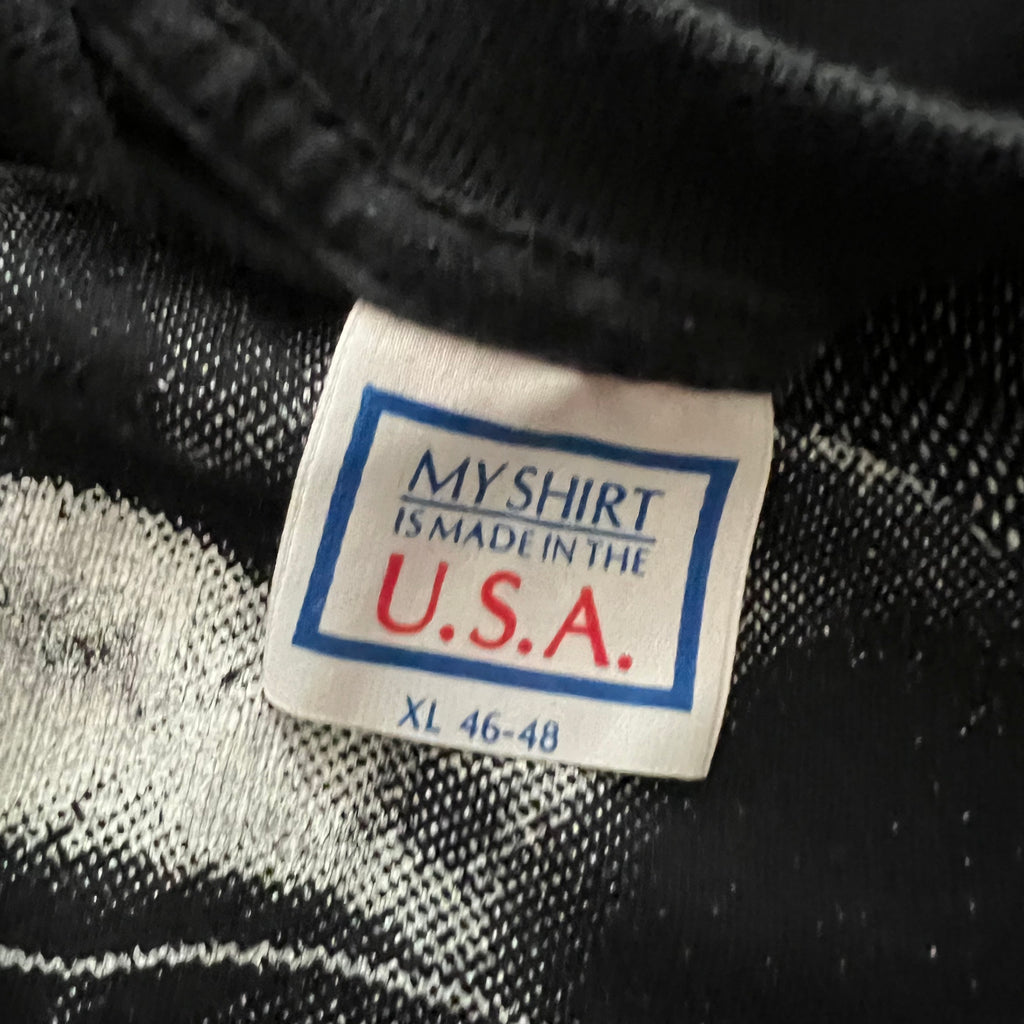 MY SHIRT
IS MADE IN THE
U.S.A.
XL 46-48